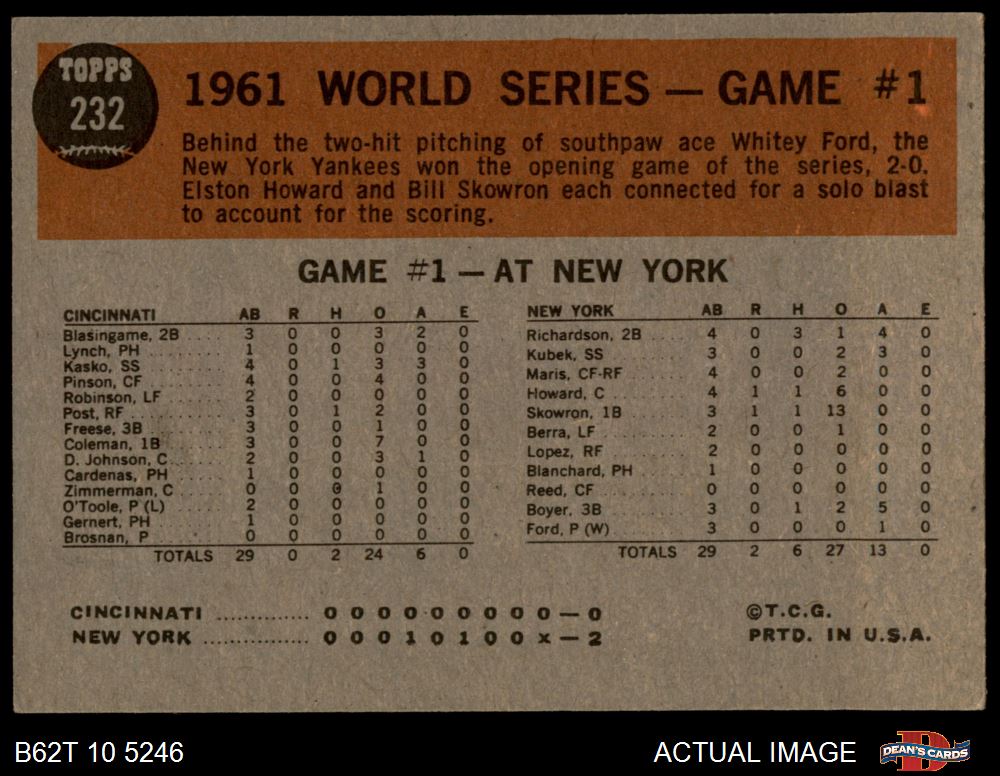 TOPPS
232
1961 WORLD SERIES — GAME #1
Behind the two-hit pitching of southpaw ace Whitey Ford, the
New York Yankees won the opening game of the series, 2-0.
Elston Howard and Bill Skowron each connected for a solo blast
to account for the scoring.
GAME #1 — AT NEW YORK
CINCINNATI AB R H O A E
Blasingame, 2B 3 0 0 3 2 0
Lynch, PH 1 0 0 0 0 0
Kasko, SS 4 0 1 3 3 0
Pinson, CF 4 0 0 4 0 0
Robinson, LF 2 0 0 0 0 0
Post, RF 3 0 1 2 0 0
Freese, 3B 3 0 0 1 0 0
Coleman, 1B 3 0 0 7 0 0
D. Johnson, C 2 0 0 3 1 0
Cardenas, PH 1 0 0 0 0 0
Zimmerman, C 0 0 0 1 0 0
O'Toole, P (L) 2 0 0 0 0 0
Gernert, PH 1 0 0 0 0 0
Brosnan, P 0 0 0 0 0 0
TOTALS 29 0 2 24 6 0
NEW YORK AB R H O A E
Richardson, 2B 4 0 3 1 4 0
Kubek, SS 3 0 0 2 3 0
Maris, CF-RF 4 0 0 2 0 0
Howard, C 4 1 1 6 0 0
Skowron, 1B 3 1 1 13 0 0
Berra, LF 2 0 0 1 0 0
Lopez, RF 2 0 0 0 0 0
Blanchard, PH 1 0 0 0 0 0
Reed, CF 0 0 0 0 0 0
Boyer, 3B 3 0 1 2 5 0
Ford, P (W) 3 0 0 0 1 0
TOTALS 29 2 6 27 13 0
CINCINNATI .............. 0 0 0 0 0 0 0 0 0 — 0
NEW YORK ................ 0 0 0 1 0 1 0 0 x — 2
©T.C.G.
PRTD. IN U.S.A.
B62T 10 5246
ACTUAL IMAGE
D
DEAN'S CARDS